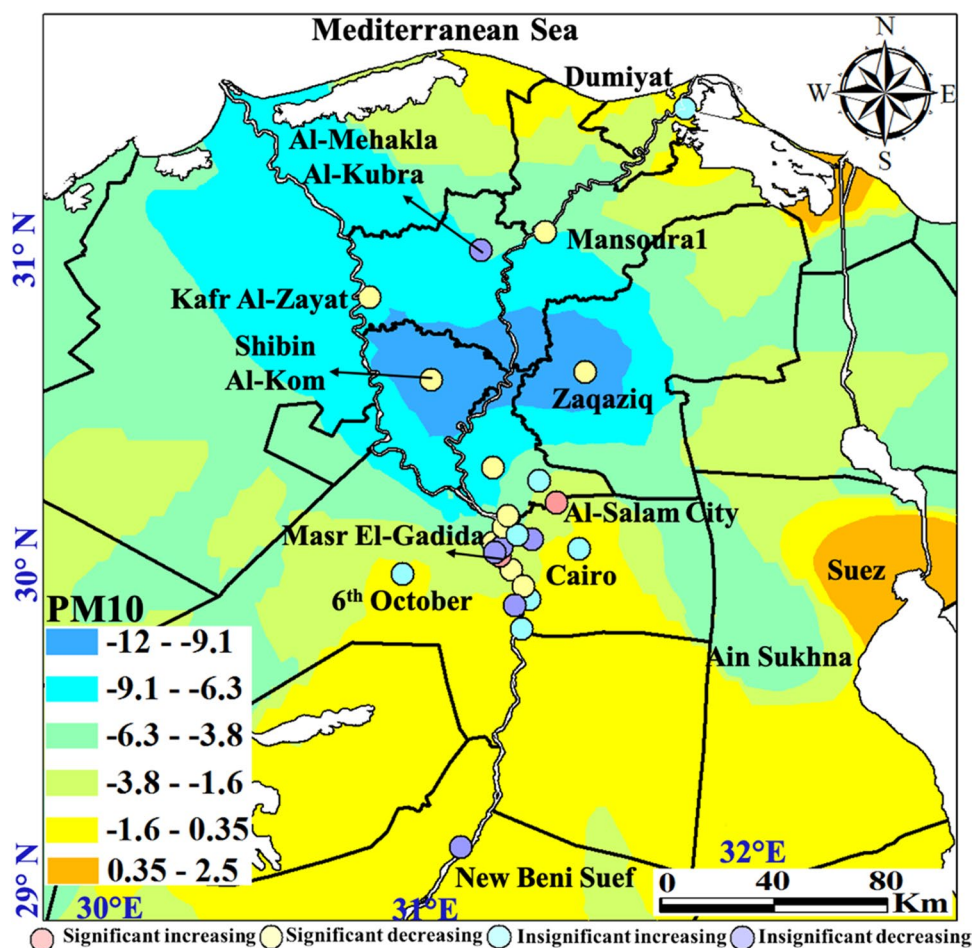 Mediterranean Sea
N
Dumiyat
W
E
S
Al-Mehakla
Al-Kubra
31° N
Mansoura1
Kafr Al-Zayat
Shibin
Al-Kom
Zaqaziq
Al-Salam City
Masr El-Gadida
30° N
Cairo
Suez
6th October
PM10
-12 - -9.1
-9.1 - -6.3
Ain Sukhna
-6.3 - -3.8
-3.8 - -1.6
-1.6 - 0.35
0.35 - 2.5
32°E
New Beni Suef
0 40 80
Km
29° N
30°E
31°E
Significant increasing
Significant decreasing
Insignificant increasing
Insignificant decreasing